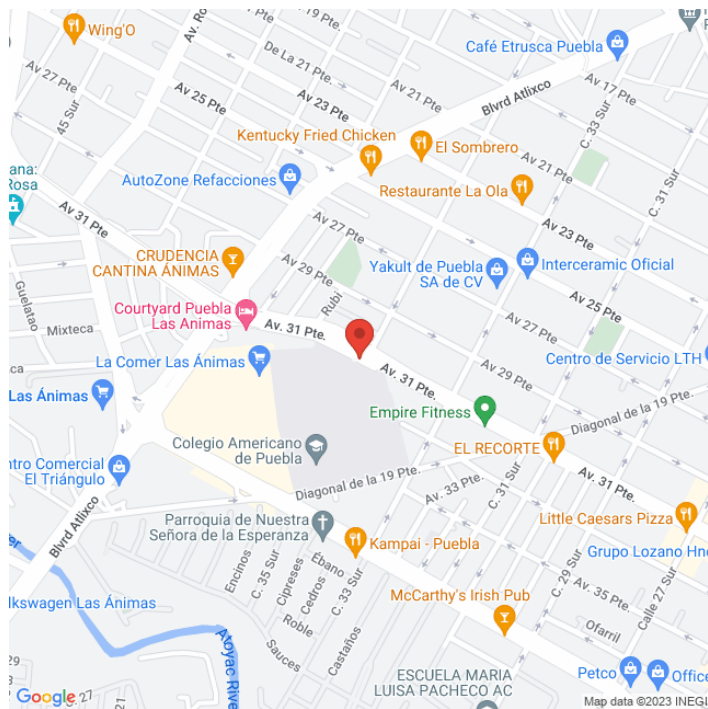 Wing'O
Av. Ro
Café Etrusca Puebla
De La 21 Pte.
Av 21 Pte
Blvrd Atlixco
Av 17 Pte
Av 27 Pte
Av 25 Pte
Av 23 Pte
45 Sur
C. 33 Sur
C. 31 Sur
Kentucky Fried Chicken
El Sombrero
Av 21 Pte
AutoZone Refacciones
Restaurante La Ola
ana:
Rosa
Av 31 Pte
Av 27 Pte
Av 23 Pte
CRUDENCIA
CANTINA ÁNIMAS
Av 29 Pte
Yakult de Puebla
SA de CV
Interceramic Oficial
Guelatao
Mixteca
Courtyard Puebla
Las Animas
Rubí
Av. 31 Pte.
Av 27 Pte
Av 25 Pte
La Comer Las Ánimas
Av. 31 Pte.
Av 29 Pte
Centro de Servicio LTH
Las Ánimas
Empire Fitness
Diagonal de la 19 Pte.
Colegio Americano
de Puebla
EL RECORTE
ntro Comercial
El Triángulo
Diagonal de la 19 Pte.
Av. 33 Pte.
C. 31 Sur
Av. 31 Pte.
Blvrd Atlixco
Parroquia de Nuestra
Señora de la Esperanza
Kampai - Puebla
Little Caesars Pizza
Grupo Lozano Hno
Encinos
C. 35 Sur
Cipreses
Cedros
Ébano
C. 33 Sur
C. 29 Sur
Calle 27 Sur
Av. 35 Pte.
lkswagen Las Ánimas
McCarthy's Irish Pub
Roble
Castaños
Sauces
Ofarril
Atoyac River
ESCUELA MARIA
LUISA PACHECO AC
Petco
Office
Google
C. 27
Map data ©2023 INEGI